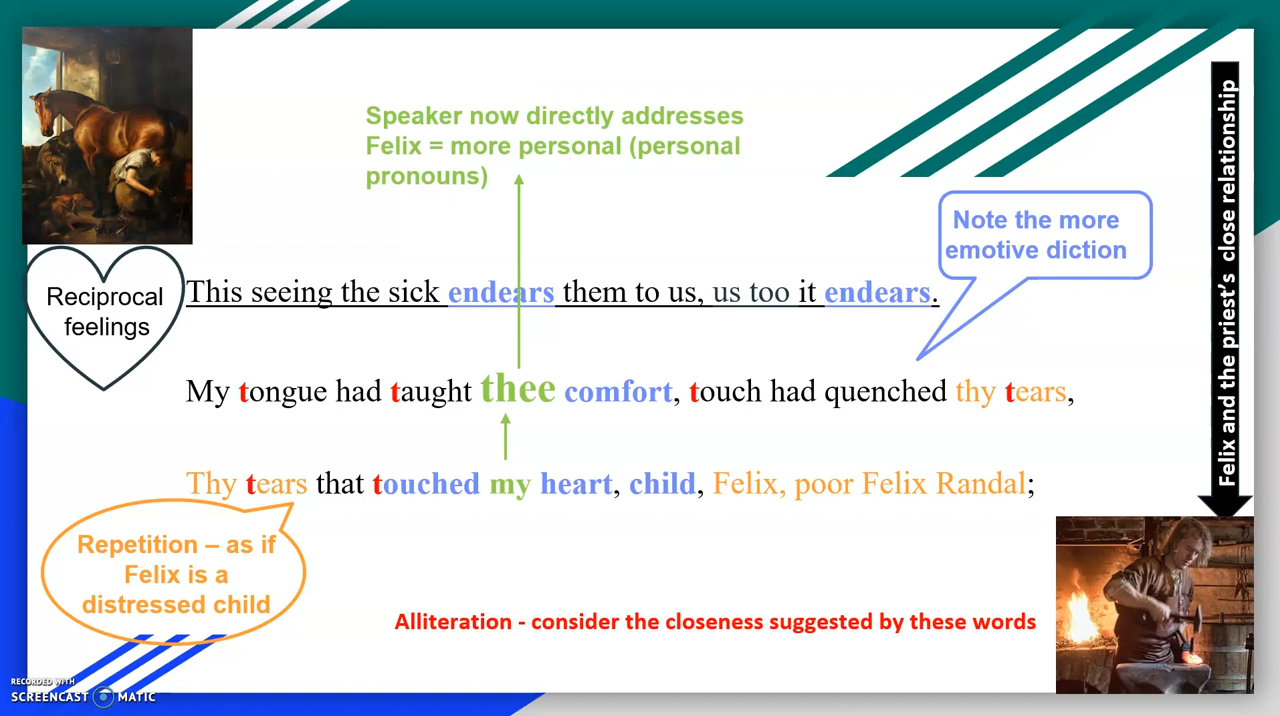 Speaker now directly addresses
Felix = more personal (personal
pronouns)
Note the more
emotive diction
Felix and the priest's close relationship
Reciprocal
feelings
This seeing the sick endears them to us, us too it endears.
My tongue had taught thee comfort, touch had quenched thy tears,
Thy tears that touched my heart, child, Felix, poor Felix Randal;
Repetition – as if
Felix is a
distressed child
Alliteration - consider the closeness suggested by these words
RECORDED WITH
SCREENCAST MATIC